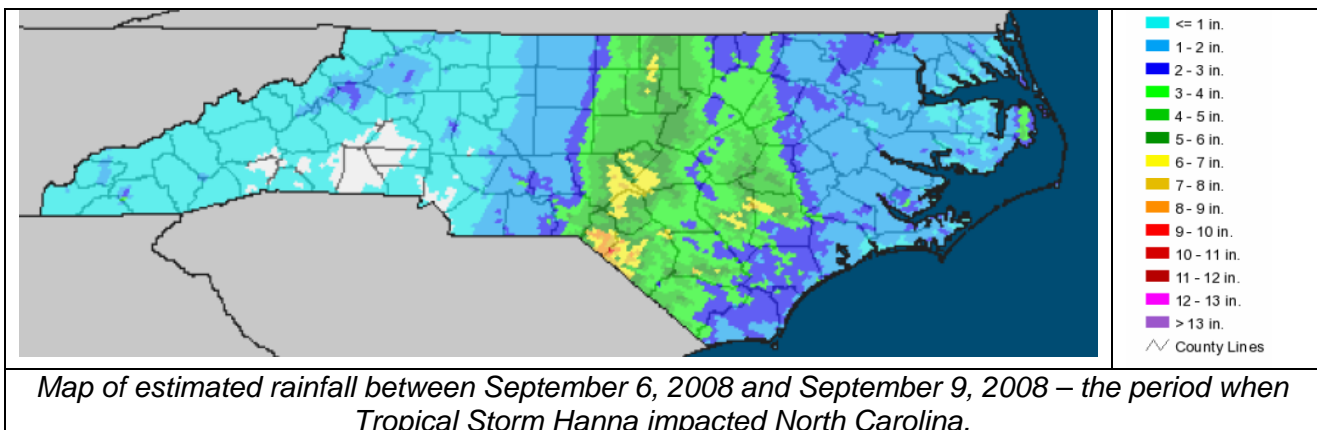 <= 1 in.
1 - 2 in.
2 - 3 in.
3 - 4 in.
4 - 5 in.
5 - 6 in.
6 - 7 in.
7 - 8 in.
8 - 9 in.
9 - 10 in.
10 - 11 in.
11 - 12 in.
12 - 13 in.
> 13 in.
County Lines
Map of estimated rainfall between September 6, 2008 and September 9, 2008 – the period when
Tropical Storm Hanna impacted North Carolina.